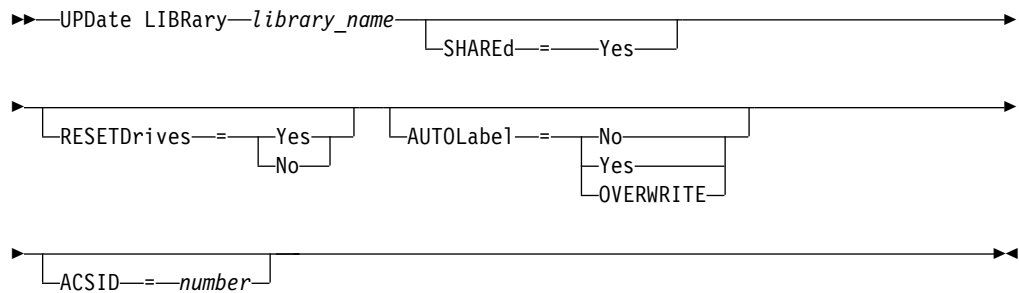 UPDate LIBRary library_name
SHAREd = Yes
RESETDrives = Yes AUTOLabel = No
No Yes
OVERWRITE
ACSID = number